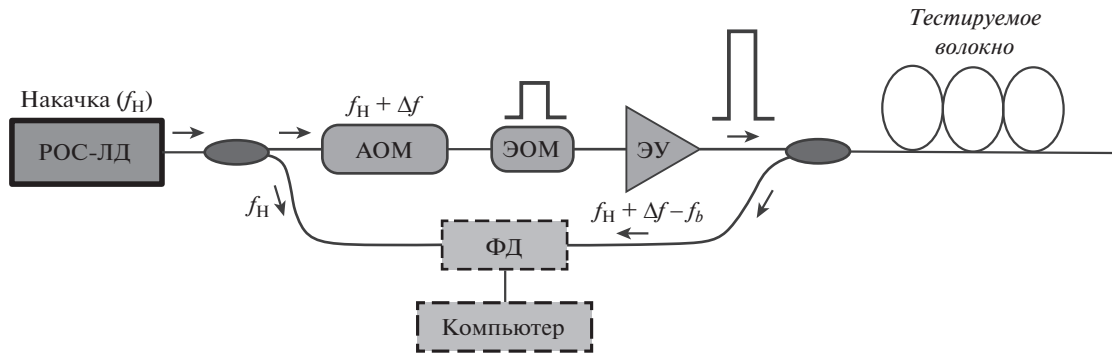 Тестируемое
волокно
Накачка (fН)
fН + Δf
РОС-ЛД
АОМ
ЭОМ
ЭУ
fН
fН + Δf – fb
ФД
Компьютер